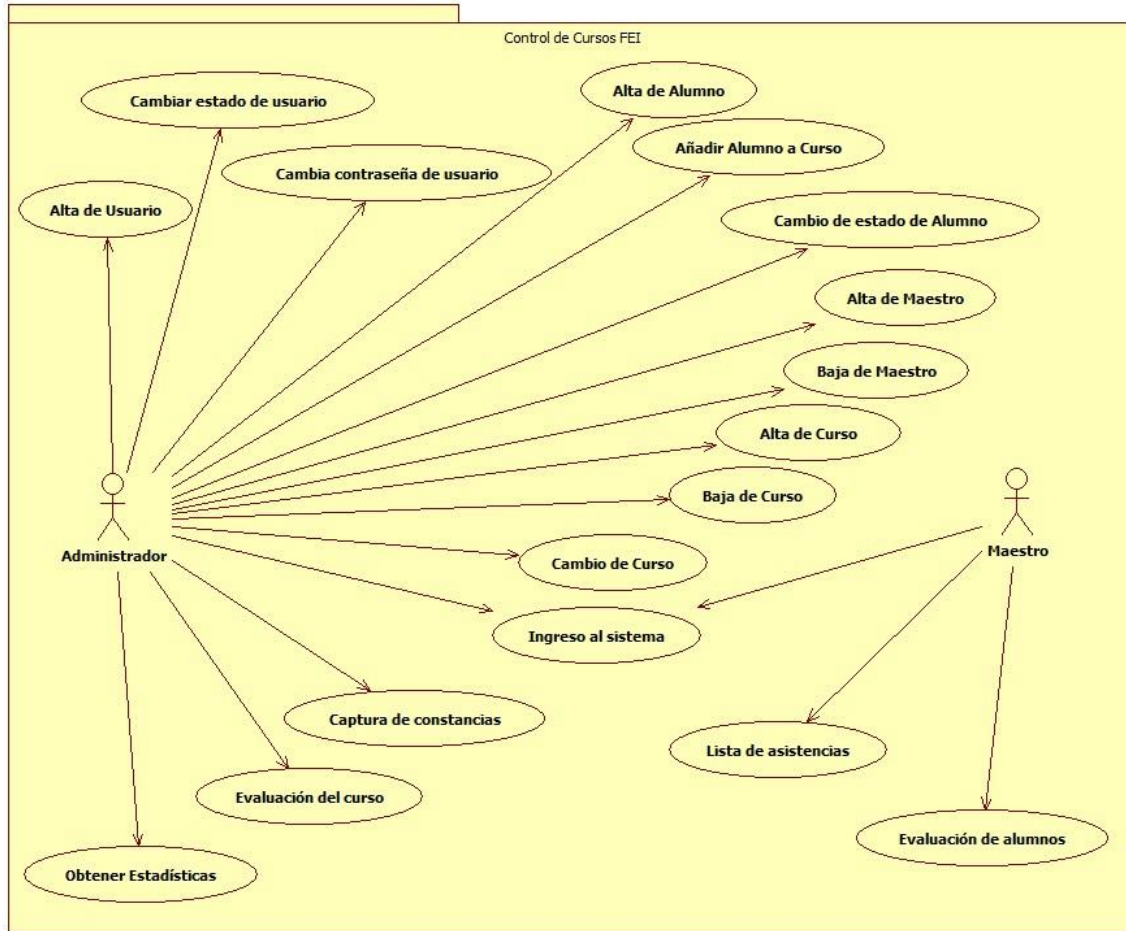 Control de Cursos FEI
Cambiar estado de usuario
Alta de Alumno
Añadir Alumno a Curso
Cambia contraseña de usuario
Alta de Usuario
Cambio de estado de Alumno
Alta de Maestro
Baja de Maestro
Alta de Curso
Baja de Curso
Administrador
Maestro
Cambio de Curso
Ingreso al sistema
Captura de constancias
Lista de asistencias
Evaluación del curso
Evaluación de alumnos
Obtener Estadísticas